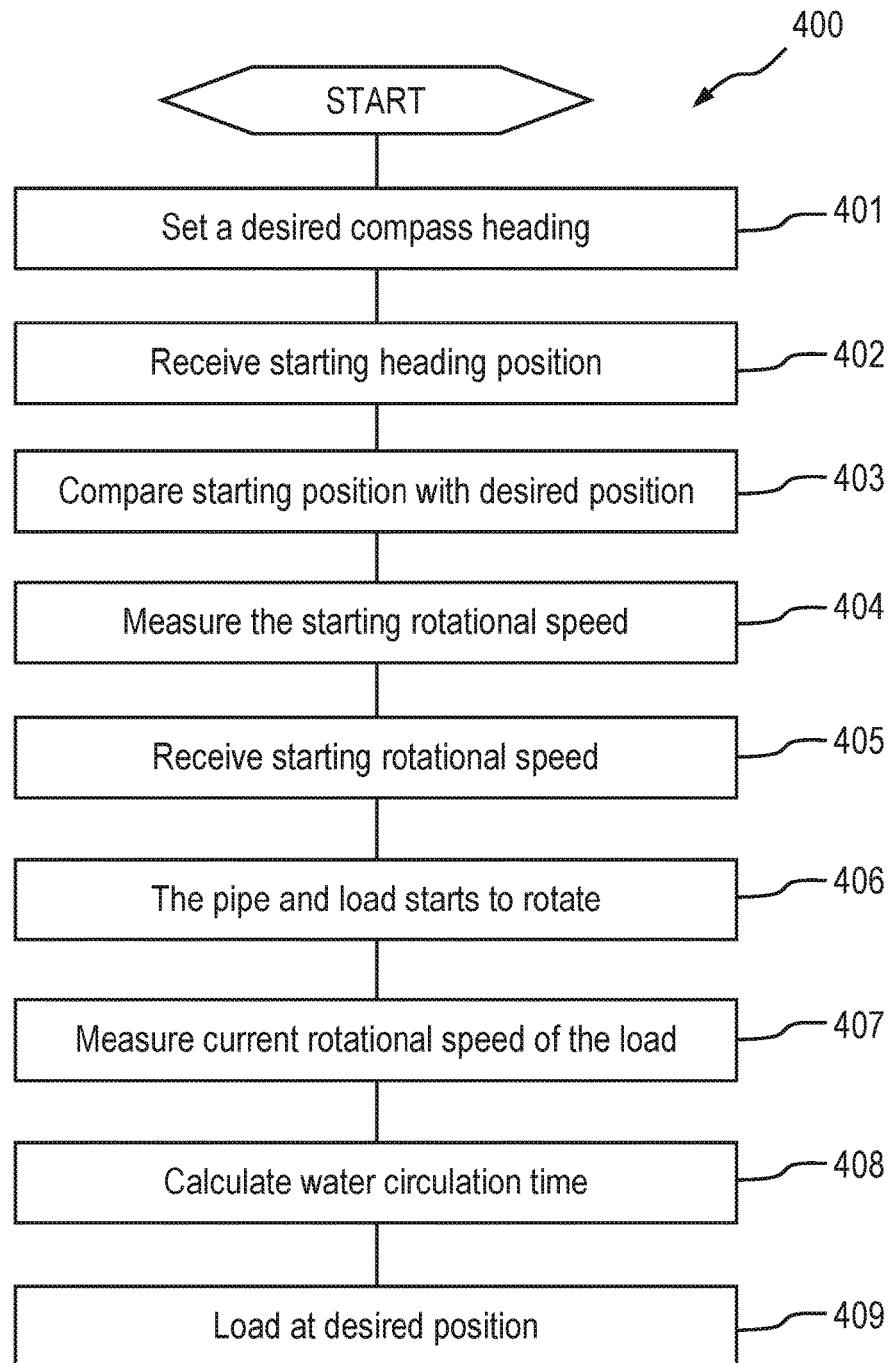 400
START
Set a desired compass heading
401
Receive starting heading position
402
Compare starting position with desired position
403
Measure the starting rotational speed
404
Receive starting rotational speed
405
The pipe and load starts to rotate
406
Measure current rotational speed of the load
407
Calculate water circulation time
408
Load at desired position
409